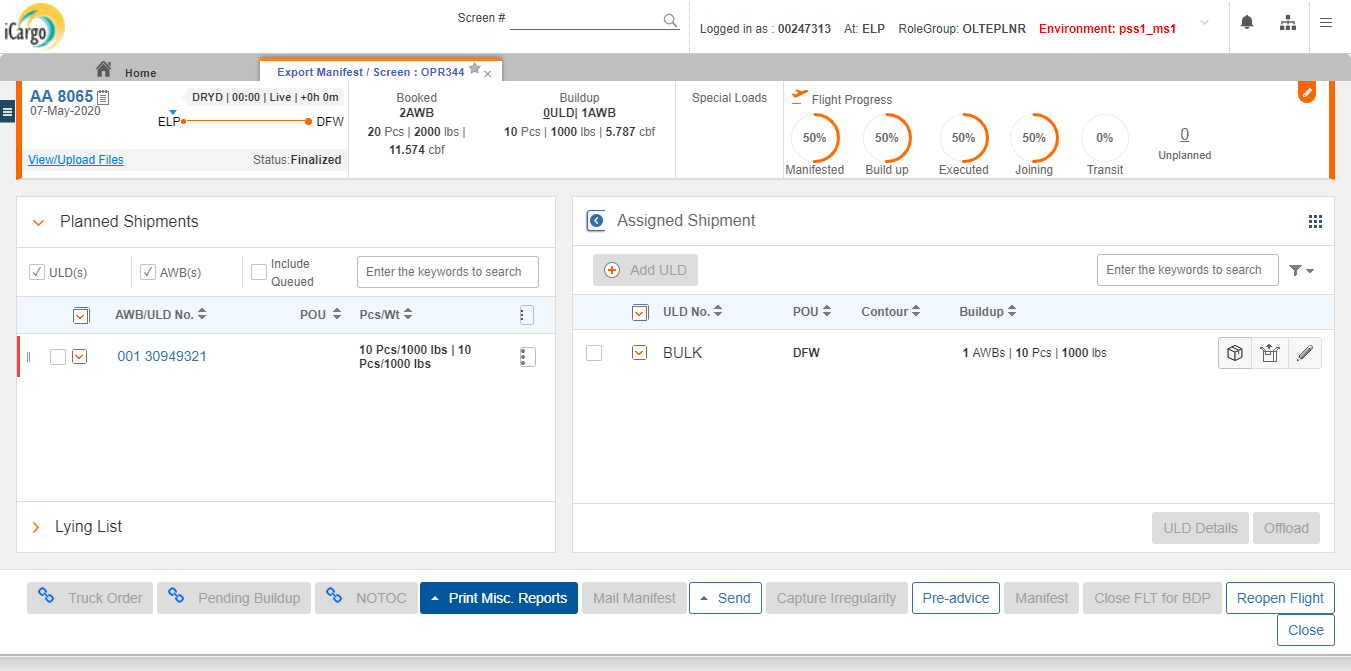 iCargo
Screen #
Logged in as : 00247313 At: ELP RoleGroup: OLTEPLNR Environment: pss1_ms1
Home
Export Manifest / Screen : OPR344
AA 8065
07-May-2020
DRYD | 00:00 | Live | +0h 0m
ELP
DFW
View/Upload Files
Status:Finalized
Booked
2AWB
20 Pcs | 2000 lbs |
11.574 cbf
Buildup
0ULD| 1AWB
10 Pcs | 1000 lbs | 5.787 cbf
Special Loads
Flight Progress
50% 50% 50% 50% 0% 0
Manifested Build up Executed Joining Transit Unplanned
Planned Shipments
ULD(s) AWB(s) Include Queued
Enter the keywords to search
AWB/ULD No. POU Pcs/Wt
001 30949321
10 Pcs/1000 lbs | 10
Pcs/1000 lbs
Lying List
Assigned Shipment
Add ULD
Enter the keywords to search
ULD No. POU Contour Buildup
BULK DFW 1 AWBs | 10 Pcs | 1000 lbs
ULD Details Offload
Truck Order Pending Buildup NOTOC Print Misc. Reports Mail Manifest Send Capture Irregularity Pre-advice Manifest Close FLT for BDP Reopen Flight
Close